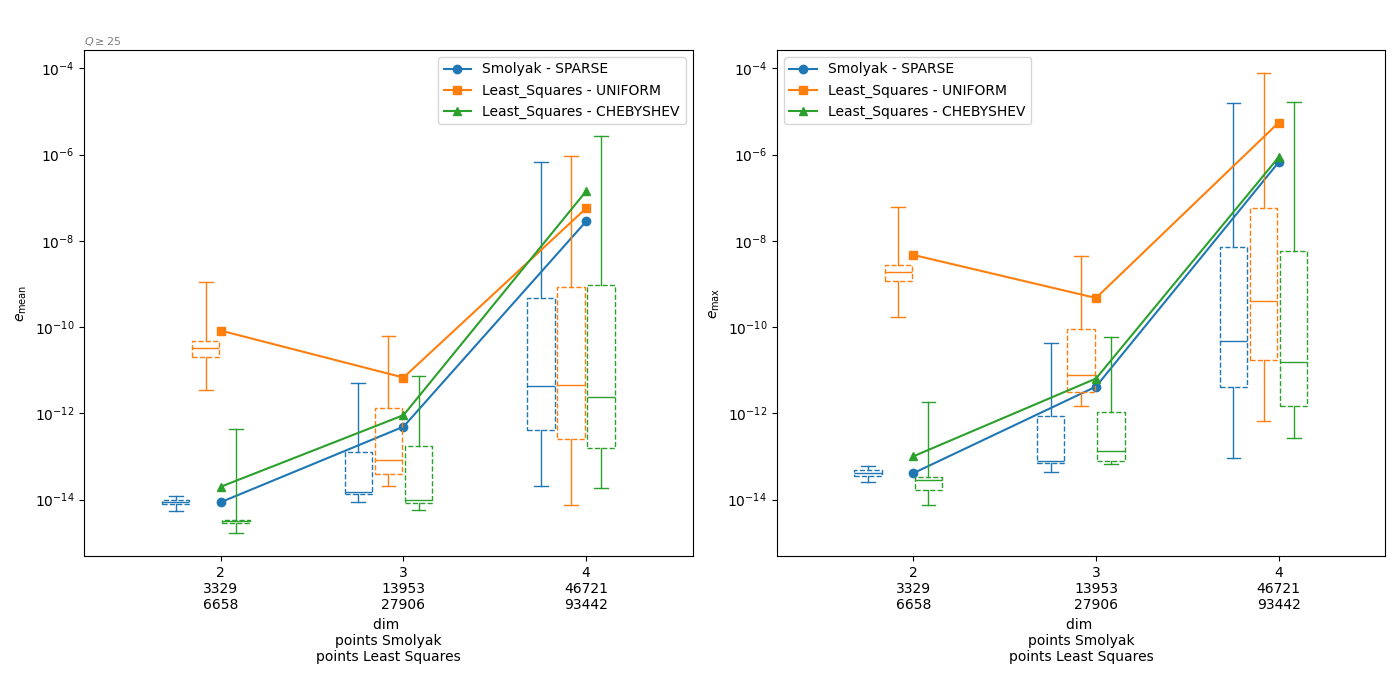 Q ≥ 25
Smolyak - SPARSE
Least_Squares - UNIFORM
Least_Squares - CHEBYSHEV
10⁻⁴
10⁻⁶
10⁻⁸
10⁻¹⁰
10⁻¹²
10⁻¹⁴
e_mean
2 3 4
3329 13953 46721
6658 27906 93442
dim
points Smolyak
points Least Squares
Smolyak - SPARSE
Least_Squares - UNIFORM
Least_Squares - CHEBYSHEV
10⁻⁴
10⁻⁶
10⁻⁸
10⁻¹⁰
10⁻¹²
10⁻¹⁴
e_max
2 3 4
3329 13953 46721
6658 27906 93442
dim
points Smolyak
points Least Squares